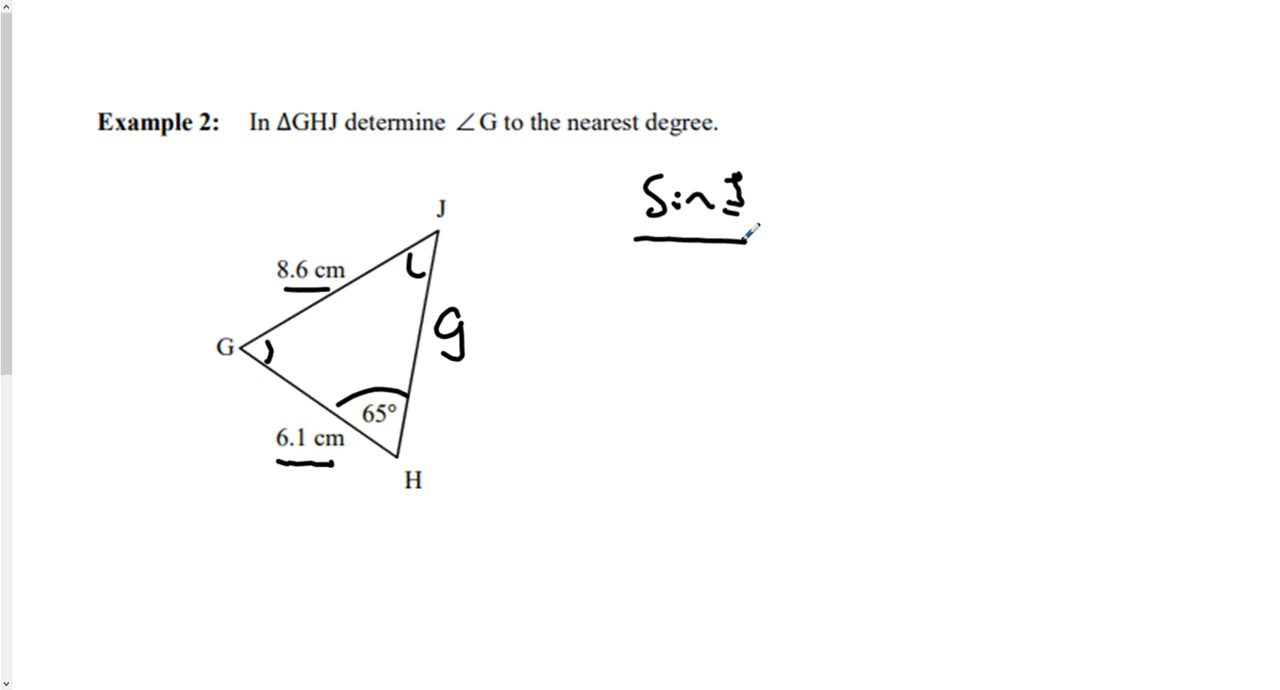 Example 2: In ΔGHJ determine ∠G to the nearest degree.
Sin J
J
8.6 cm
g
G
65°
6.1 cm
H